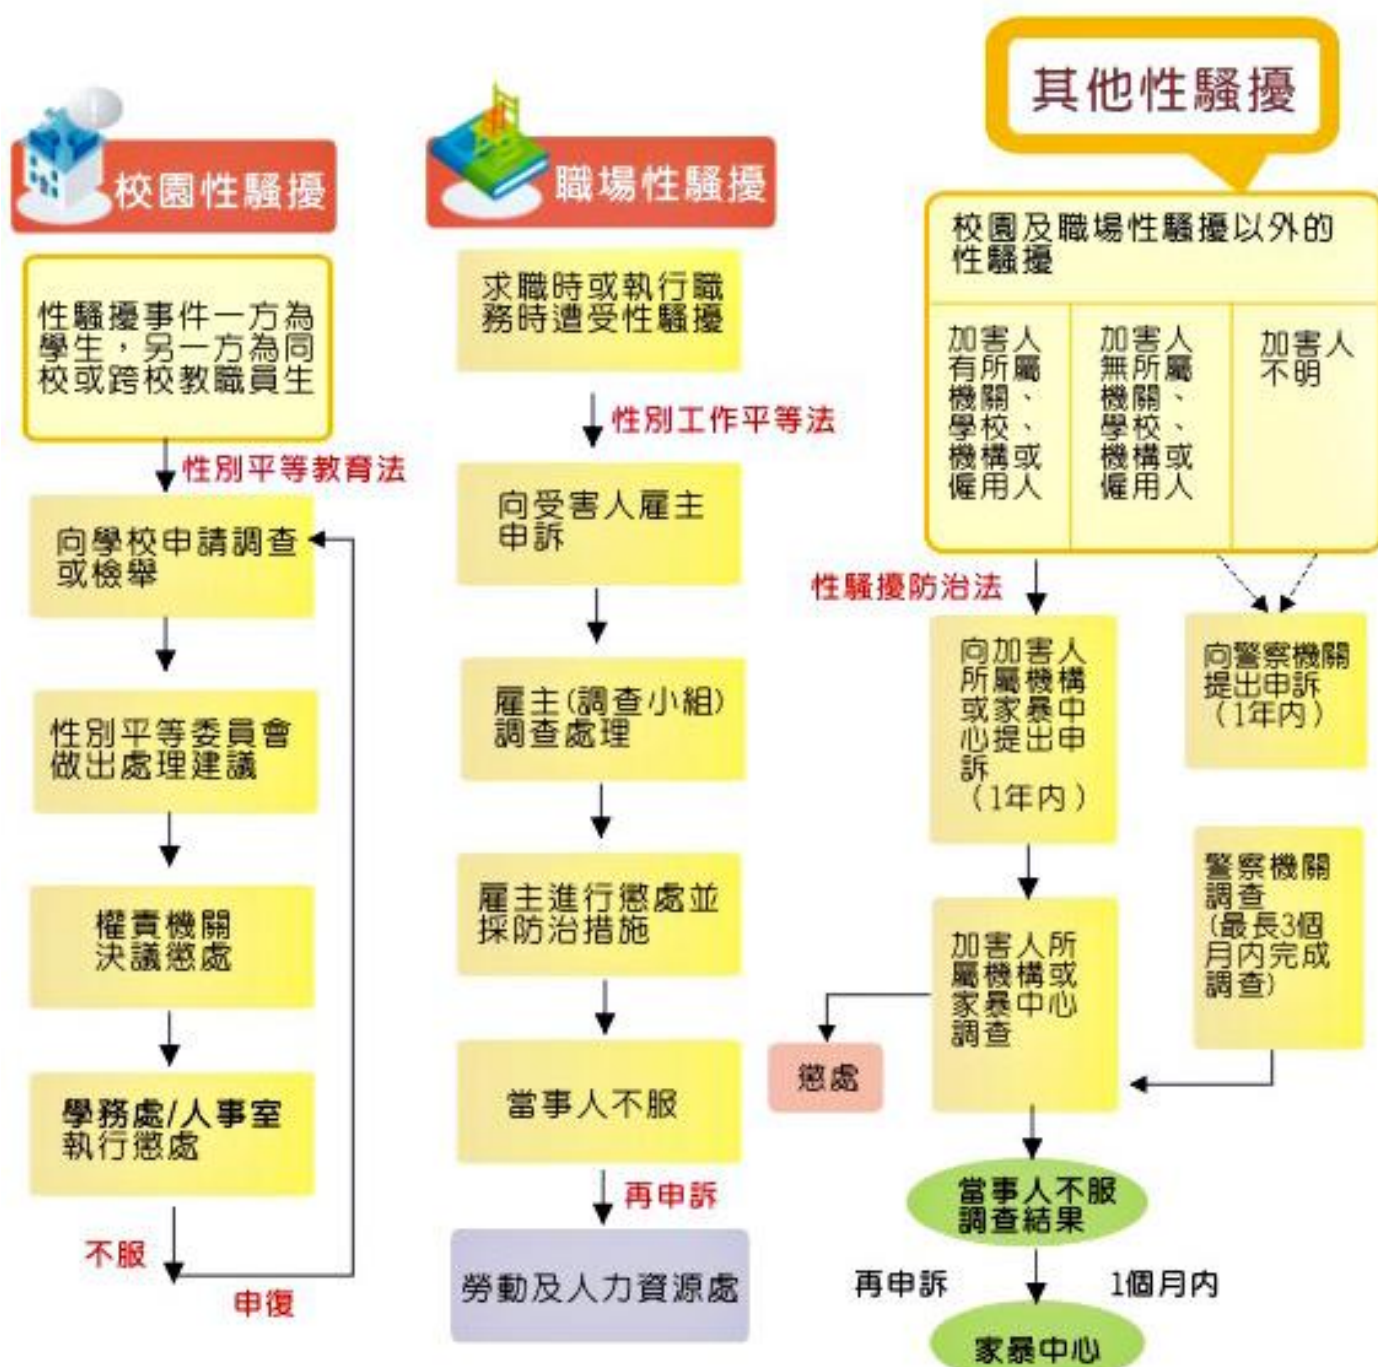 校園性騷擾
性騷擾事件一方為
學生，另一方為同
校或跨校教職員生
性別平等教育法
向學校申請調查
或檢舉
性別平等委員會
做出處理建議
權責機關
決議懲處
學務處/人事室
執行懲處
不服
申復
職場性騷擾
求職時或執行職
務時遭受性騷擾
性別工作平等法
向受害人雇主
申訴
雇主(調查小組)
調查處理
雇主進行懲處並
採防治措施
當事人不服
再申訴
勞動及人力資源處
其他性騷擾
校園及職場性騷擾以外的
性騷擾
加害人
有所屬
機關、
學校、
機構或
僱用人
加害人
無所屬
機關、
學校、
機構或
僱用人
加害人
不明
性騷擾防治法
向加害人
所屬機構
或家暴中
心提出申
訴
（1年內）
向警察機關
提出申訴
（1年內）
警察機關
調查
(最長3個
月內完成
調查)
加害人所
屬機構或
家暴中心
調查
懲處
當事人不服
調查結果
再申訴
1個月內
家暴中心